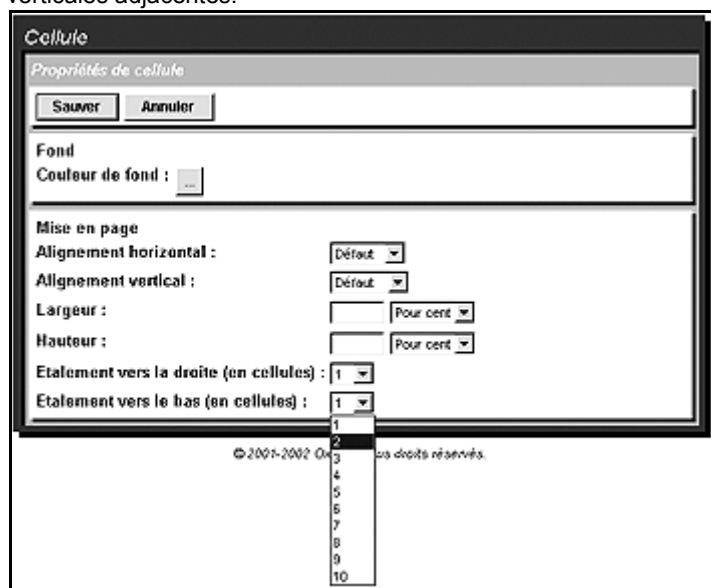 verticales adjacentes.
Cellule
Propriétés de cellule
Sauver Annuler
Fond
Couleur de fond : ...
Mise en page
Alignement horizontal : Défaut
Alignement vertical : Défaut
Largeur : Pour cent
Hauteur : Pour cent
Etalement vers la droite (en cellules) : 1
Etalement vers le bas (en cellules) : 1
1
2
©2001-2002 droits réservés.
3
4
5
6
7
8
9
10